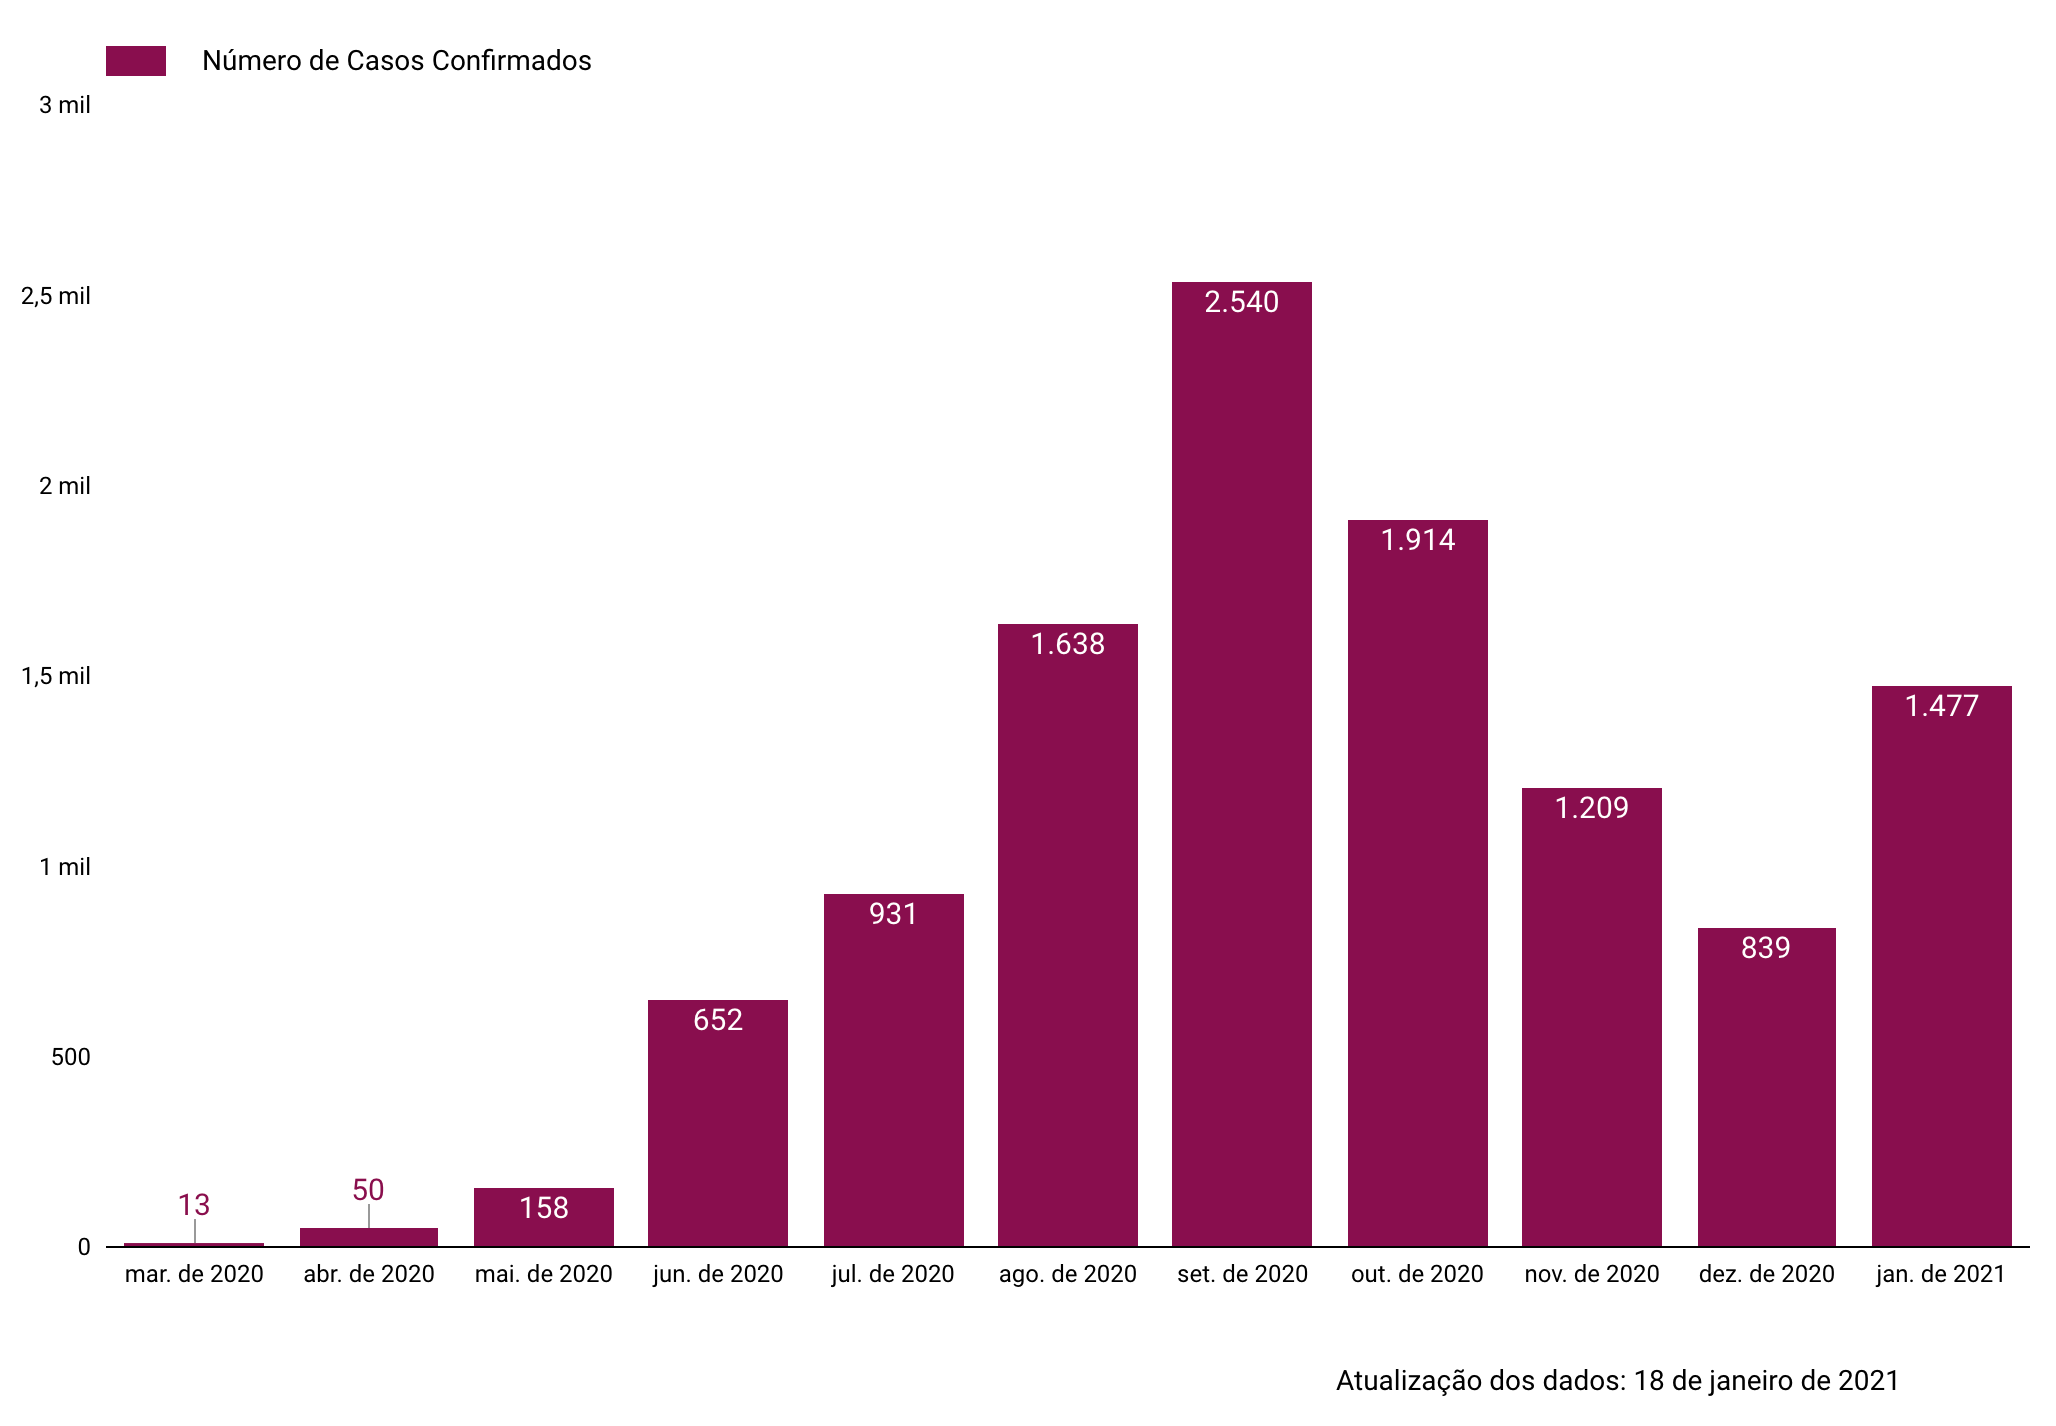 Número de Casos Confirmados
3 mil
2,5 mil
2 mil
1,5 mil
1 mil
500
0
13
50
158
652
931
1.638
2.540
1.914
1.209
839
1.477
mar. de 2020
abr. de 2020
mai. de 2020
jun. de 2020
jul. de 2020
ago. de 2020
set. de 2020
out. de 2020
nov. de 2020
dez. de 2020
jan. de 2021
Atualização dos dados: 18 de janeiro de 2021